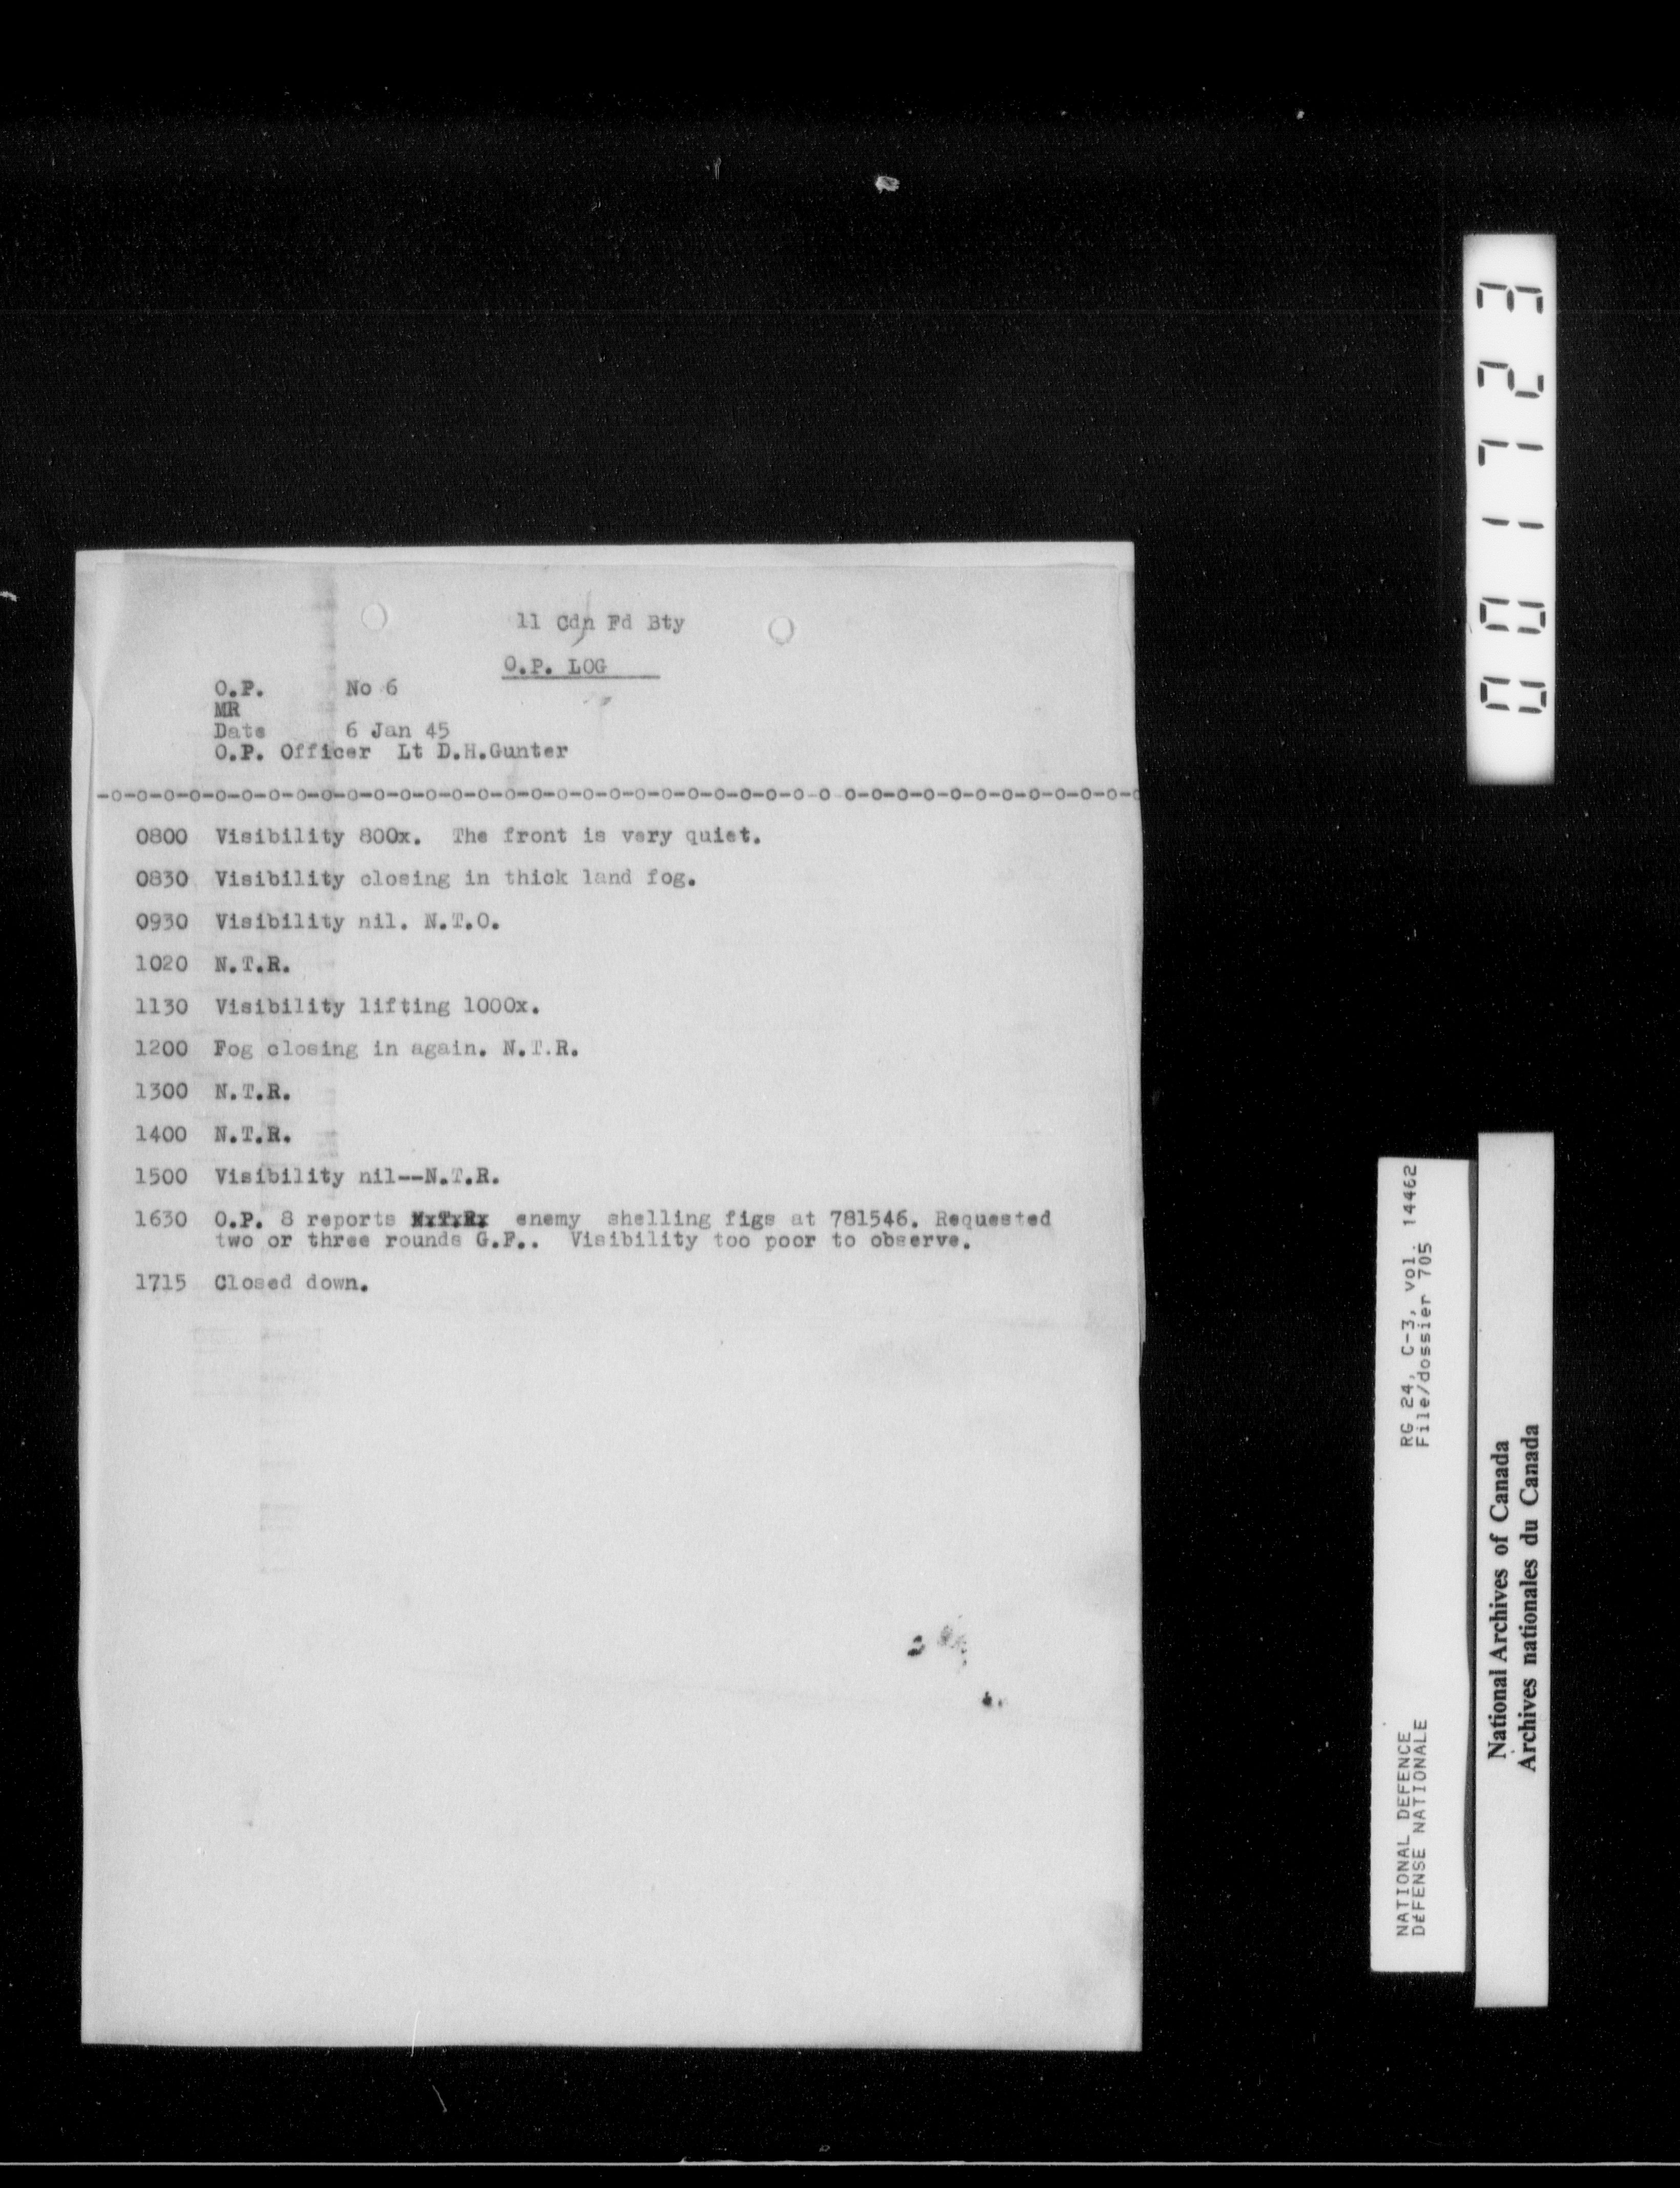 11 Cdn Fd Bty
O.P. LOG
O.P. No 6
MR
Date 6 Jan 45
O.P. Officer Lt D.H.Gunter
-o-o-o-o-o-o-o-o-o-o-o-o-o-o-o-o-o-o-o-o-o-o-o-o-o-o-o-o o-o-o-o-o-o-o-o-o-o-o-o
0800 Visibility 800x. The front is very quiet.
0830 Visibility closing in thick land fog.
0930 Visibility nil. N.T.O.
1020 N.T.R.
1130 Visibility lifting 1000x.
1200 Fog closing in again. N.T.R.
1300 N.T.R.
1400 N.T.R.
1500 Visibility nil--N.T.R.
1630 O.P. 8 reports NxTxRx enemy shelling figs at 781546. Requested
two or three rounds G.F.. Visibility too poor to observe.
1715 Closed down.
001723
RG 24, C-3, vol. 14462
File/dossier 705
NATIONAL DEFENCE
DéFENSE NATIONALE
National Archives of Canada
Archives nationales du Canada